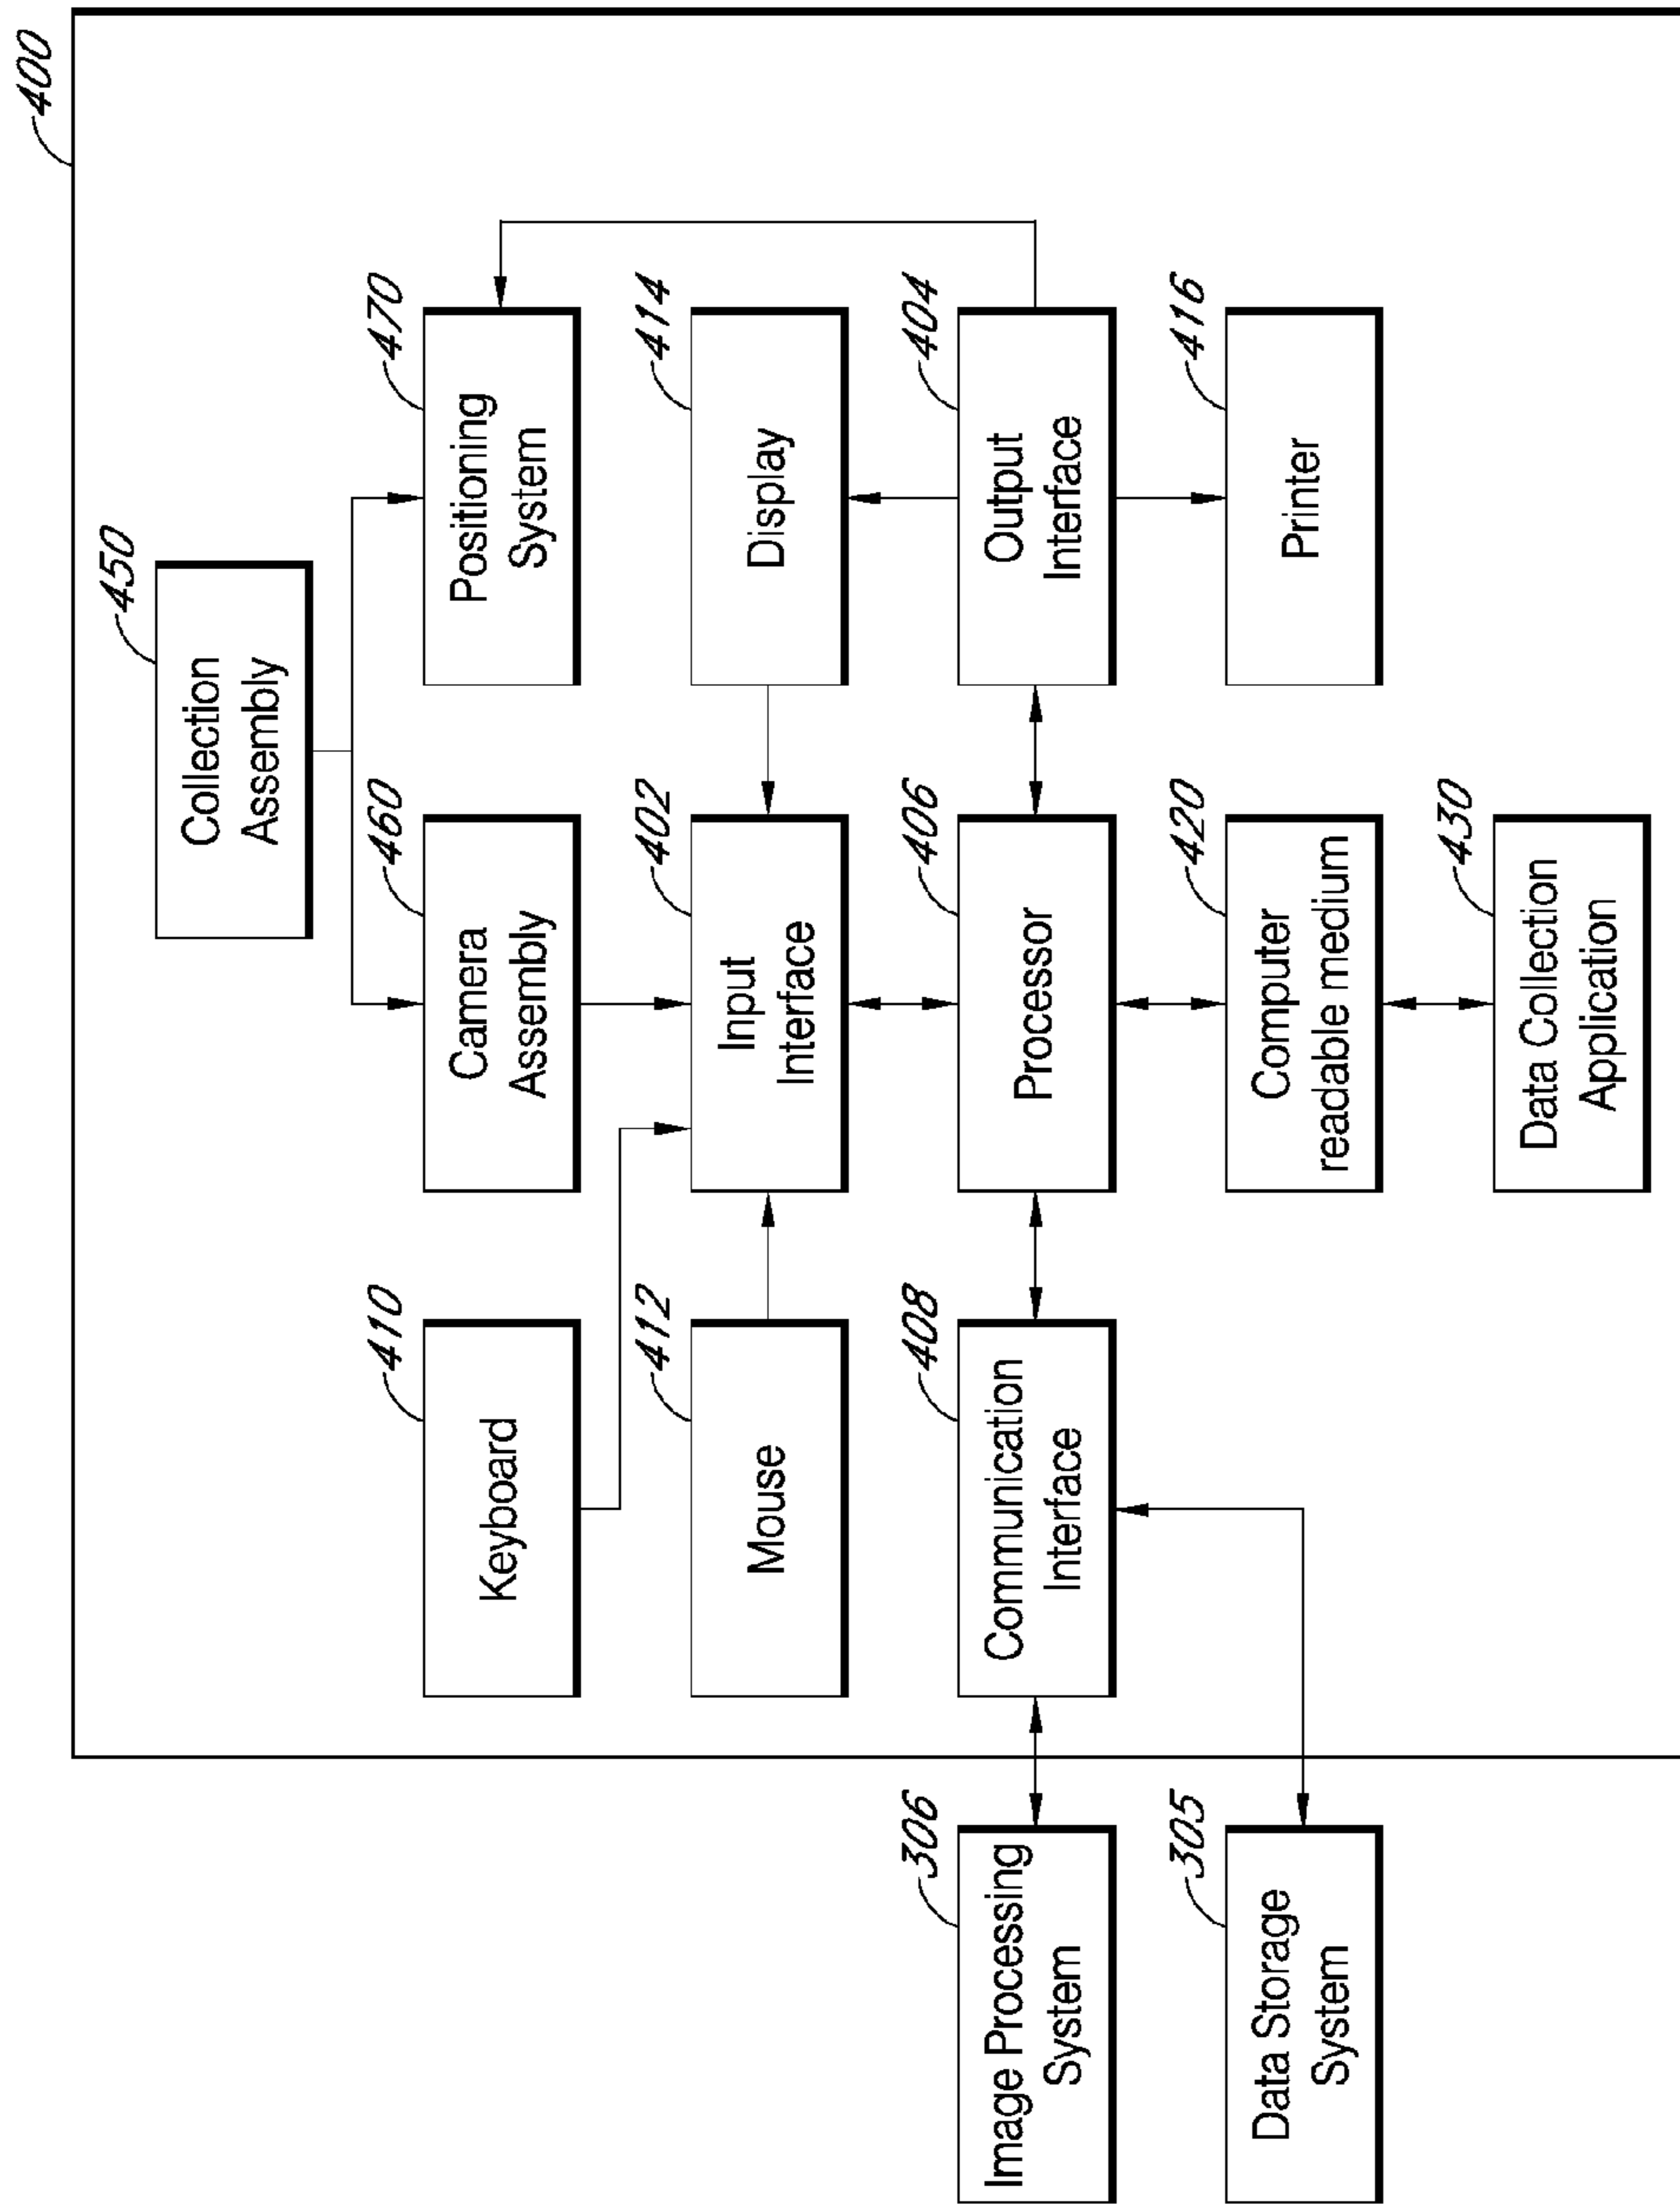 400
450
Collection
Assembly
410
Keyboard
460
Camera
Assembly
470
Positioning
System
412
Mouse
402
Input
Interface
414
Display
306
Image Processing
System
408
Communication
Interface
406
Processor
404
Output
Interface
305
Data Storage
System
420
Computer
readable medium
416
Printer
430
Data Collection
Application